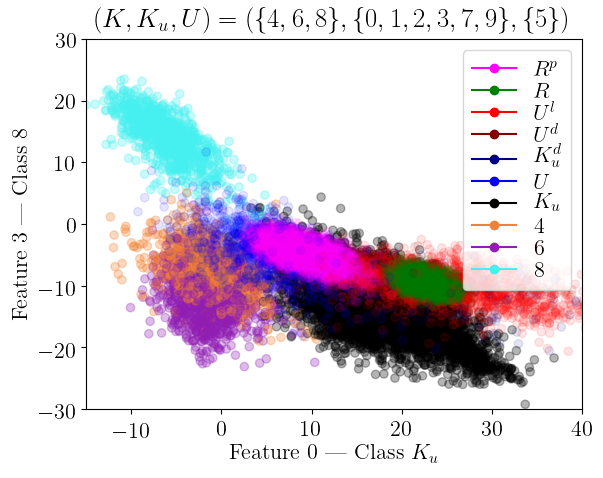 (K, K_u, U) = ({4, 6, 8}, {0, 1, 2, 3, 7, 9}, {5})
30
20
10
0
−10
−20
−30
Feature 3 — Class 8
R^p
R
U^l
U^d
K_u^d
U
K_u
4
6
8
−10 0 10 20 30 40
Feature 0 — Class K_u